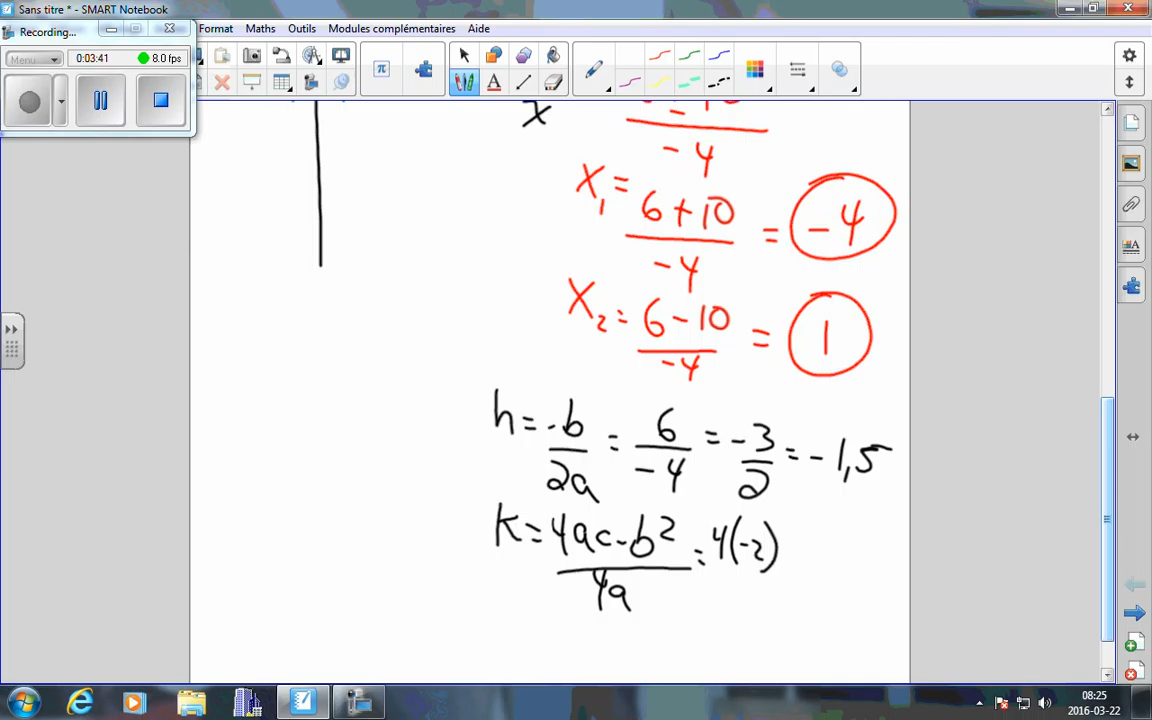 Sans titre * - SMART Notebook
Recording...
Format Maths Outils Modules complémentaires Aide
Menu 0:03:41 8.0 fps
x
-4
x₁ = 6+10 / -4 = -4
x₂ = 6-10 / -4 = 1
h = -b / 2a = 6 / -4 = -3 / 2 = -1,5
k = 4ac-b² / 4a = 4(-2)
08:25
2016-03-22